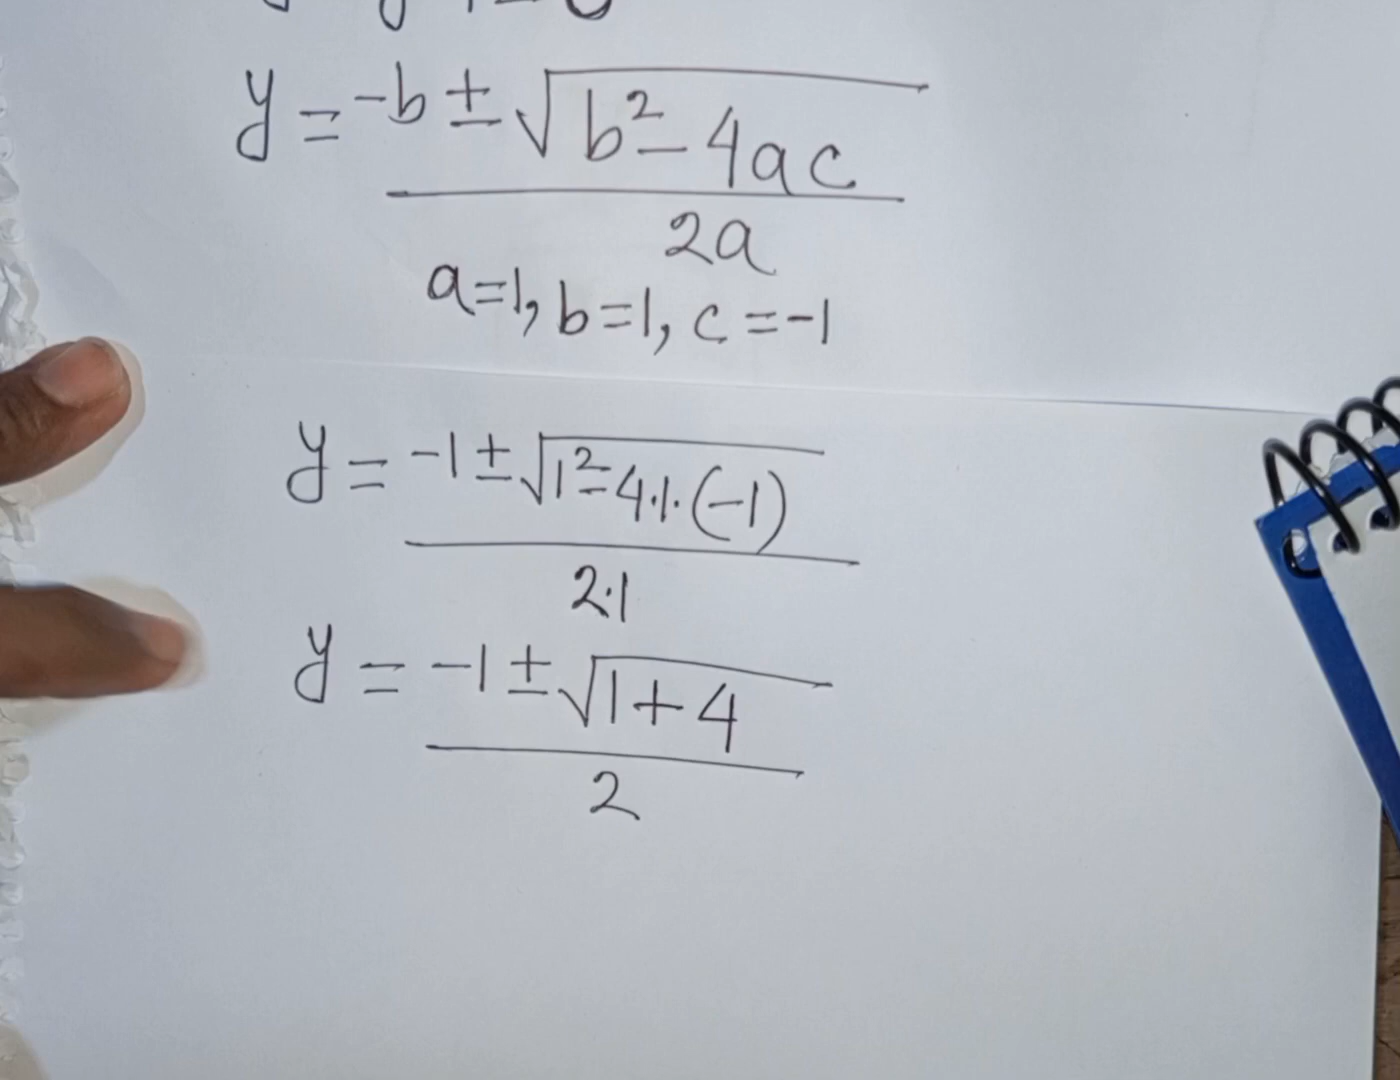 y = -b ± √b² - 4ac
2a
a=1, b=1, c=-1
y = -1 ± √1² - 4·1·(-1)
2·1
y = -1 ± √1+4
2